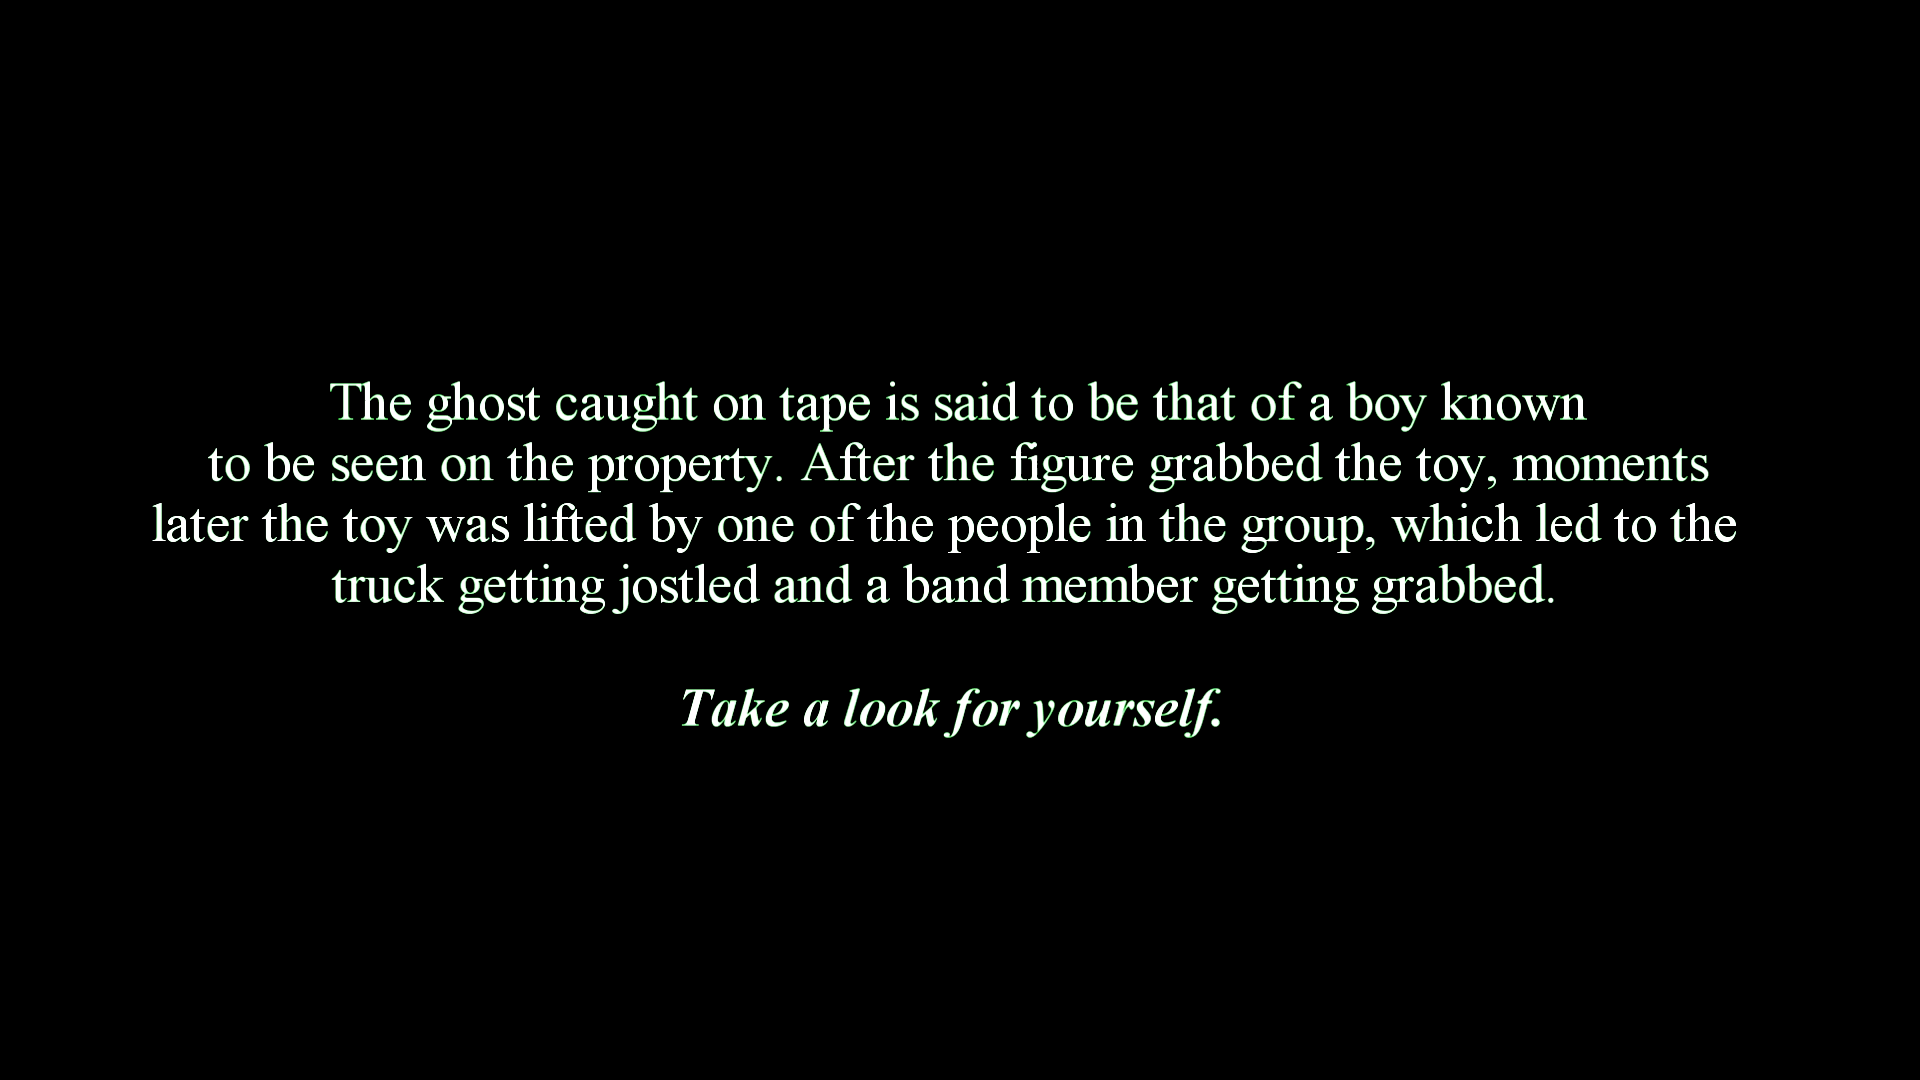 The ghost caught on tape is said to be that of a boy known
to be seen on the property. After the figure grabbed the toy, moments
later the toy was lifted by one of the people in the group, which led to the
truck getting jostled and a band member getting grabbed.
Take a look for yourself.